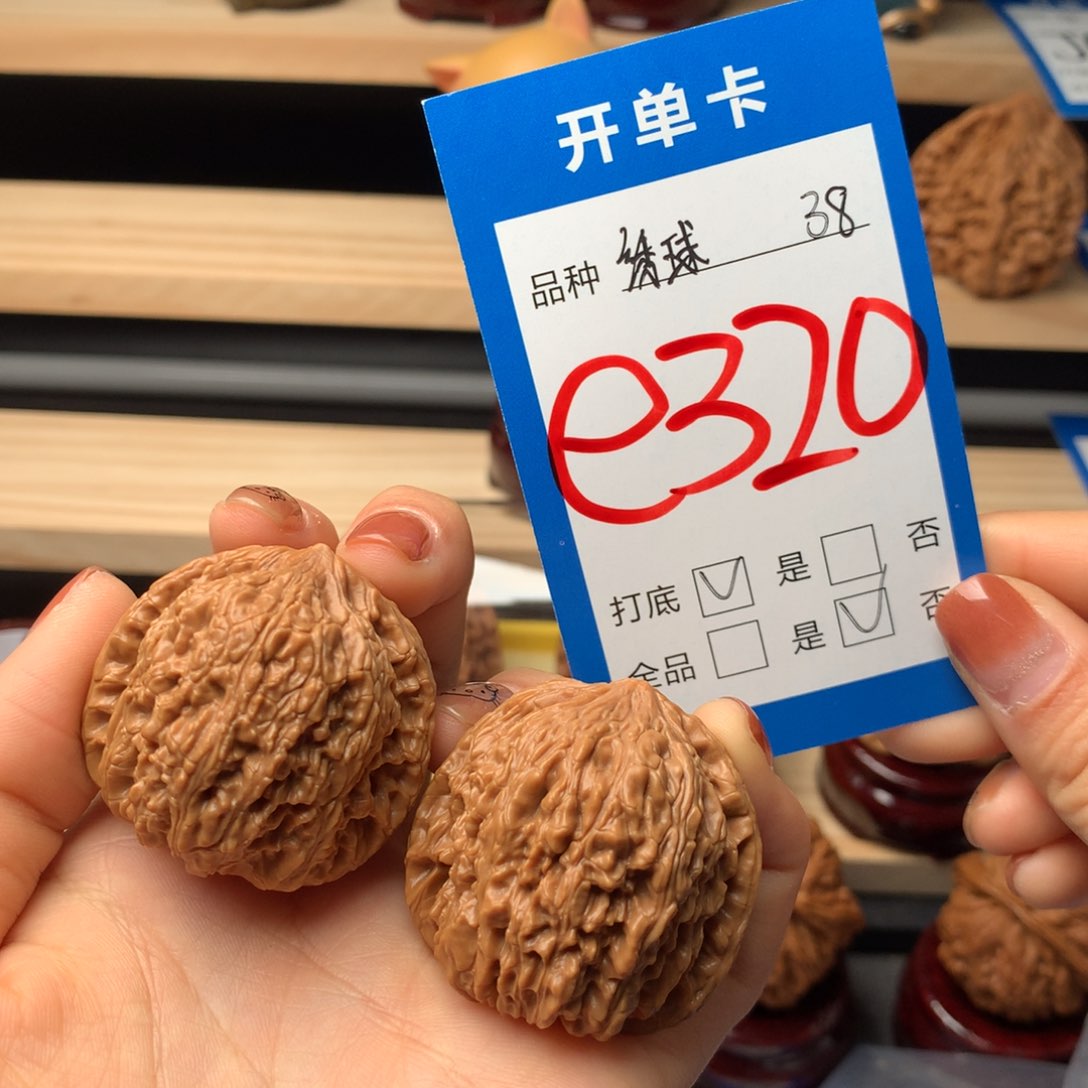 开单卡
品种 绣球 38
e320
打底 ☑ 是 ☐ 否
全品 ☐ 是 ☑ 否